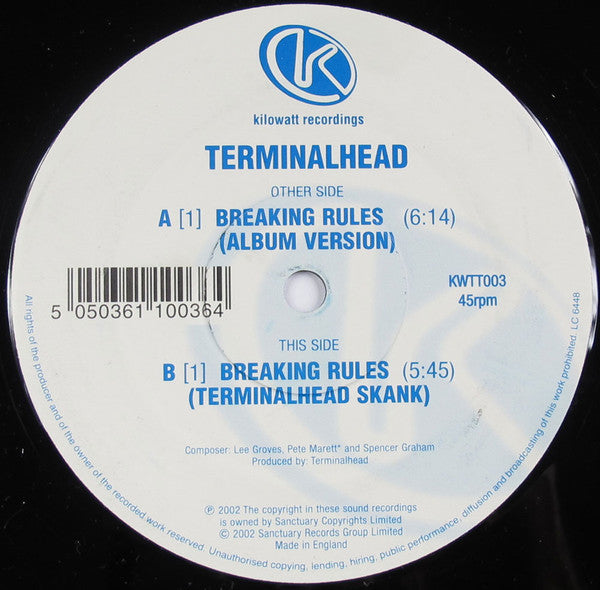 K
kilowatt recordings
TERMINALHEAD
OTHER SIDE
A [1] BREAKING RULES (6:14)
(ALBUM VERSION)
5 050361 100364
KWTT003
45rpm
THIS SIDE
B [1] BREAKING RULES (5:45)
(TERMINALHEAD SKANK)
Composer: Lee Groves, Pete Marett* and Spencer Graham
Produced by: Terminalhead
℗ 2002 The copyright in these sound recordings
is owned by Sanctuary Copyrights Limited
© 2002 Sanctuary Records Group Limited
Made in England
All rights of the producer and of the owner of the recorded work reserved. Unauthorised copying, lending, hiring, public performance, diffusion and broadcasting of this work prohibited. LC 6448